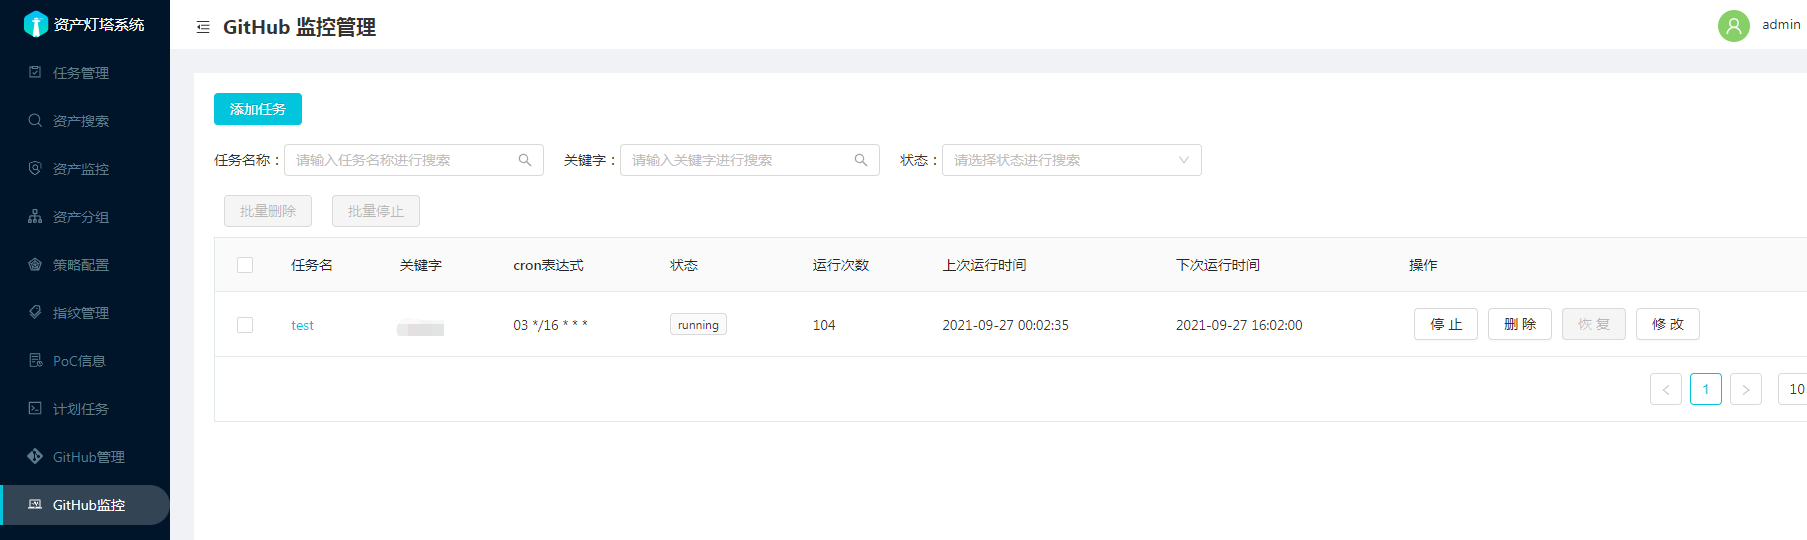 资产灯塔系统
GitHub 监控管理
admin
任务管理
资产搜索
资产监控
资产分组
策略配置
指纹管理
PoC信息
计划任务
GitHub管理
GitHub监控
添加任务
任务名称： 请输入任务名称进行搜索 关键字： 请输入关键字进行搜索 状态： 请选择状态进行搜索
批量删除 批量停止
任务名 关键字 cron表达式 状态 运行次数 上次运行时间 下次运行时间 操作
test 03 */16 * * * running 104 2021-09-27 00:02:35 2021-09-27 16:02:00 停 止 删 除 恢 复 修 改
< 1 > 10